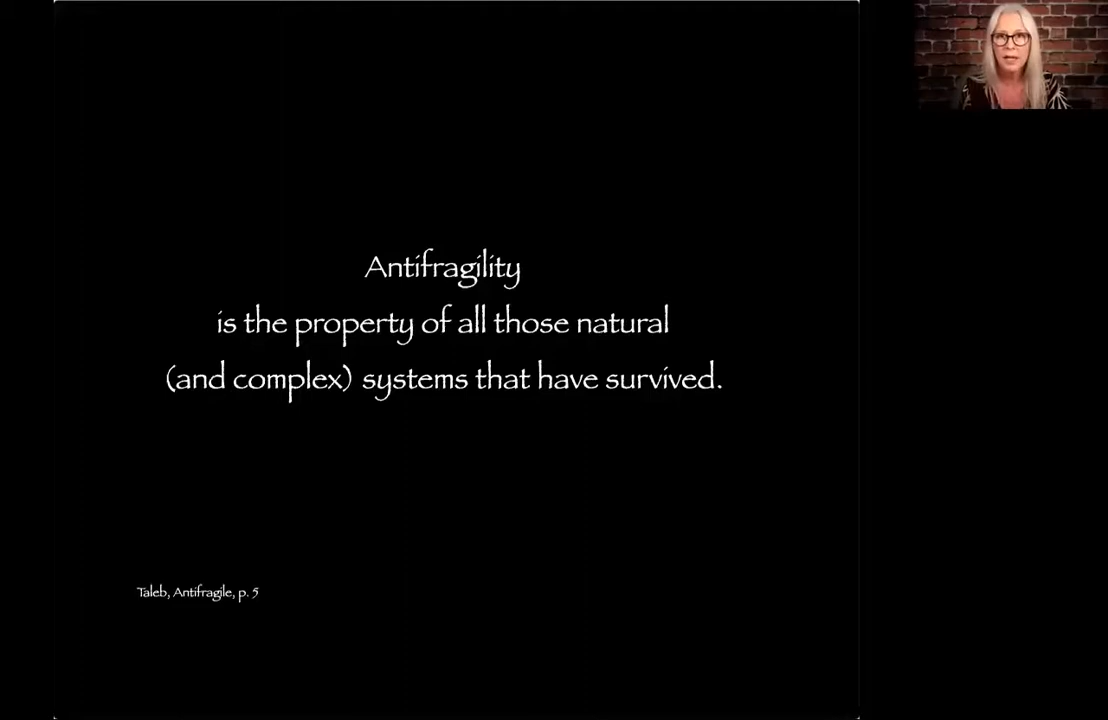 Antifragility
is the property of all those natural
(and complex) systems that have survived.
Taleb, Antifragile, p. 5